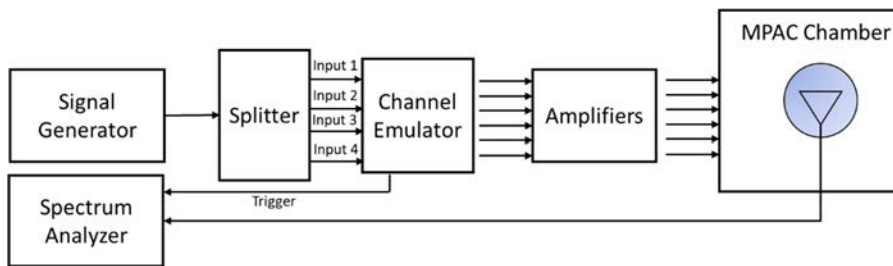 MPAC Chamber
Signal
Generator
Splitter
Input 1
Input 2
Input 3
Input 4
Channel
Emulator
Amplifiers
Trigger
Spectrum
Analyzer